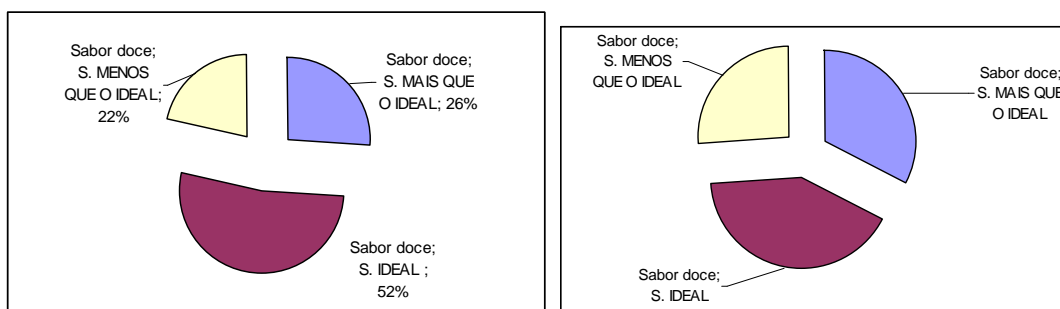 Sabor doce;
S. MENOS
QUE O IDEAL;
22%
Sabor doce;
S. MAIS QUE
O IDEAL; 26%
Sabor doce;
S. IDEAL ;
52%
Sabor doce;
S. MENOS
QUE O IDEAL
Sabor doce;
S. MAIS QUE
O IDEAL
Sabor doce;
S. IDEAL